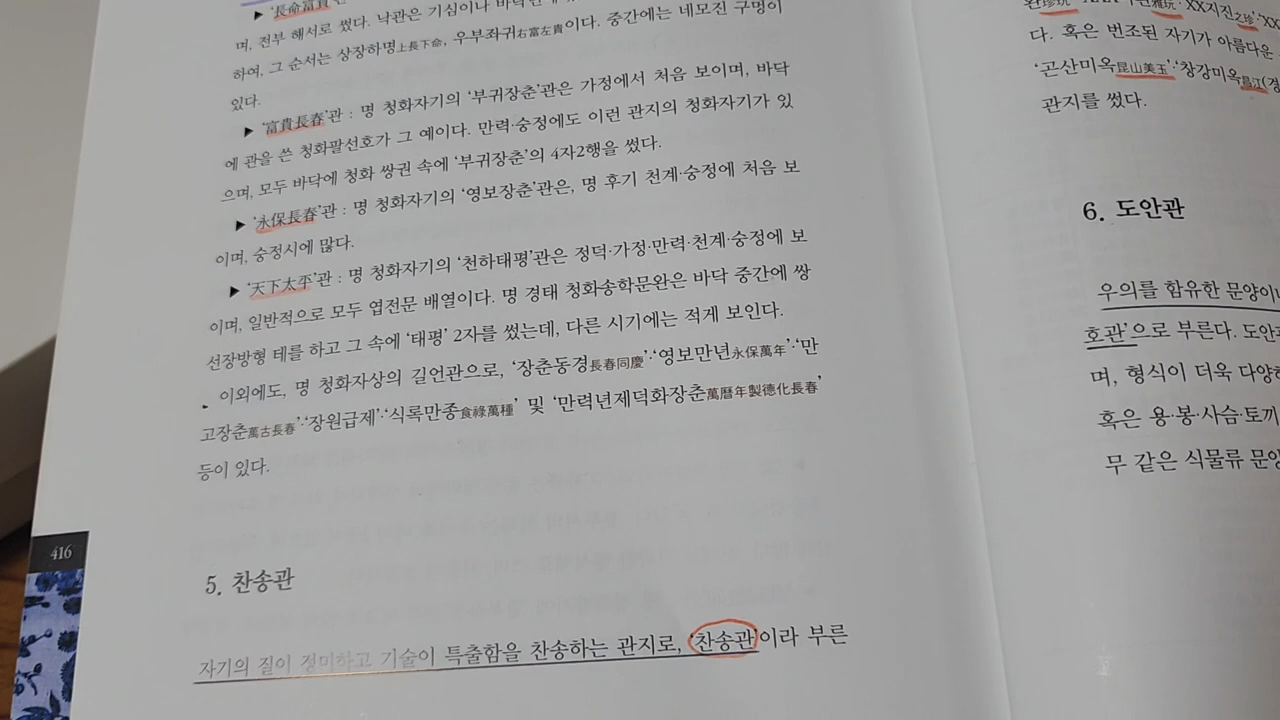 ▶ '長命富貴'관
며, 전부 해서로 썼다. 낙관은 기심이나
하여, 그 순서는 상장하명上長下命, 우부좌귀右富左貴이다. 중간에는 네모진 구멍이
있다.
▶ '富貴長春'관 : 명 청화자기의 '부귀장춘'관은 가정에서 처음 보이며, 바닥
에 관을 쓴 청화팔선호가 그 예이다. 만력·숭정에도 이런 관지의 청화자기가 있
으며, 모두 바닥에 청화 쌍권 속에 '부귀장춘'의 4자2행을 썼다.
▶ '永保長春'관 : 명 청화자기의 '영보장춘'관은, 명 후기 천계·숭정에 처음 보
이며, 숭정시에 많다.
▶ '天下太平'관 : 명 청화자기의 '천하태평'관은 정덕·가정·만력·천계·숭정에 보
이며, 일반적으로 모두 엽전문 배열이다. 명 경태 청화송학문완은 바닥 중간에 쌍
선장방형 테를 하고 그 속에 '태평' 2자를 썼는데, 다른 시기에는 적게 보인다.
이외에도, 명 청화자상의 길언관으로, '장춘동경長春同慶'·'영보만년永保萬年'·'만
고장춘萬古長春'·'장원급제'·'식록만종食祿萬種' 및 '만력년제덕화장춘萬曆年製德化長春'
등이 있다.
416
5. 찬송관
자기의 질이 정미하고 기술이 특출함을 찬송하는 관지로, '찬송관'이라 부른
완珍玩 雅玩'·'XX지진之珍'·'XX
다. 혹은 번조된 자기가 아름다운
'곤산미옥昆山美玉'·'창강미옥昌江(경
관지를 썼다.
6. 도안관
우의를 함유한 문양이나
호관'으로 부른다. 도안관
며, 형식이 더욱 다양하
혹은 용·봉·사슴·토끼
무 같은 식물류 문양